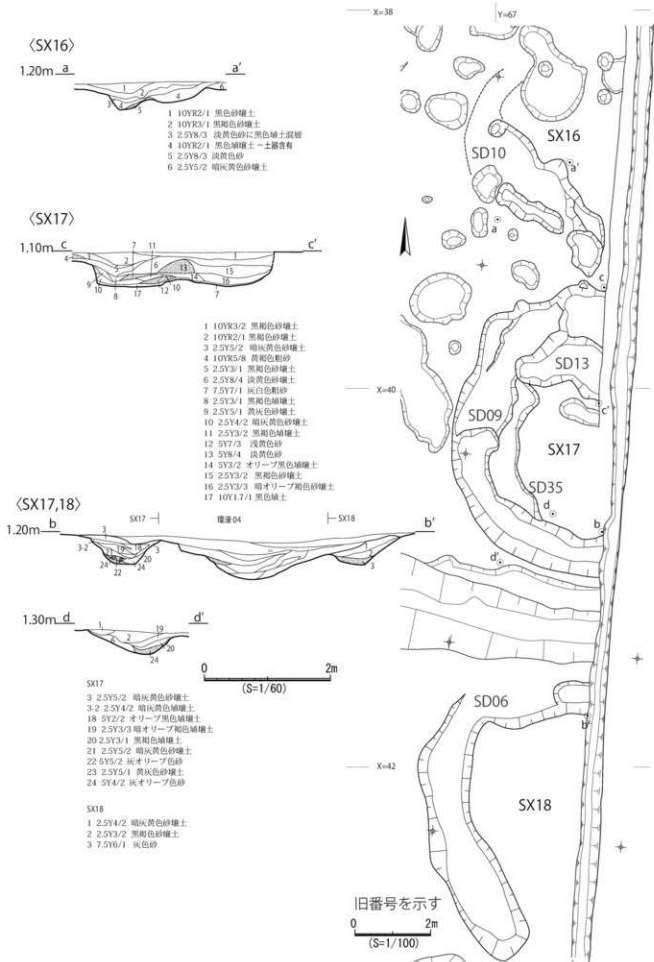 〈SX16〉
1.20m a a'
1 2 3 4 5 4 6
1 10YR2/1 黒色砂壌土
2 10YR3/1 黒褐色砂壌土
3 2.5Y8/3 淡黄色砂に黒色埴土混層
4 10YR2/1 黒色埴壌土－土器含有
5 2.5Y8/3 淡黄色砂
6 2.5Y5/2 暗灰黄色砂壌土
〈SX17〉
1.10m c c'
7 11
1 10YR3/2 黒褐色砂壌土
2 10YR2/1 黒褐色砂壌土
3 2.5Y5/2 暗灰黄色砂壌土
4 10YR5/8 黄褐色粗砂
5 2.5Y3/1 黒褐色砂壌土
6 2.5Y8/4 淡黄色砂壌土
7 7.5Y7/1 灰白色粗砂
8 2.5Y3/1 黒褐色埴壌土
9 2.5Y5/1 黄灰色砂壌土
10 2.5Y4/2 暗灰黄色砂壌土
11 2.5Y3/2 黒褐色埴壌土
12 5Y7/3 浅黄色砂
13 5Y8/4 淡黄色砂
14 5Y3/2 オリーブ黒色埴壌土
15 2.5Y3/2 黒褐色砂壌土
16 2.5Y3/3 暗オリーブ褐色砂壌土
17 10Y1.7/1 黒色埴土
〈SX17,18〉
SX17 環濠04 SX18
1.20m b b'
1.30m d d'
0 2m
(S=1/60)
SX17
3 2.5Y5/2 暗灰黄色砂壌土
3-2 2.5Y4/2 暗灰黄色埴壌土
18 5Y2/2 オリーブ黒色埴壌土
19 2.5Y3/3 暗オリーブ褐色埴壌土
20 2.5Y3/1 黒褐埴壌土
21 2.5Y5/2 暗灰黄色砂壌土
22 5Y5/2 灰オリーブ色砂
23 2.5Y5/1 黄灰色砂壌土
24 5Y4/2 灰オリーブ色砂
SX18
1 2.5Y4/2 暗灰黄色砂壌土
2 2.5Y3/2 黒褐色砂壌土
3 7.5Y6/1 灰色砂
X=38
Y=67
SX16
SD10
a'
a
c
SD13
X=40
c'
SD09
SX17
SD35
d
b
d'
SD06
b'
X=42
SX18
旧番号を示す
0 2m
(S=1/100)